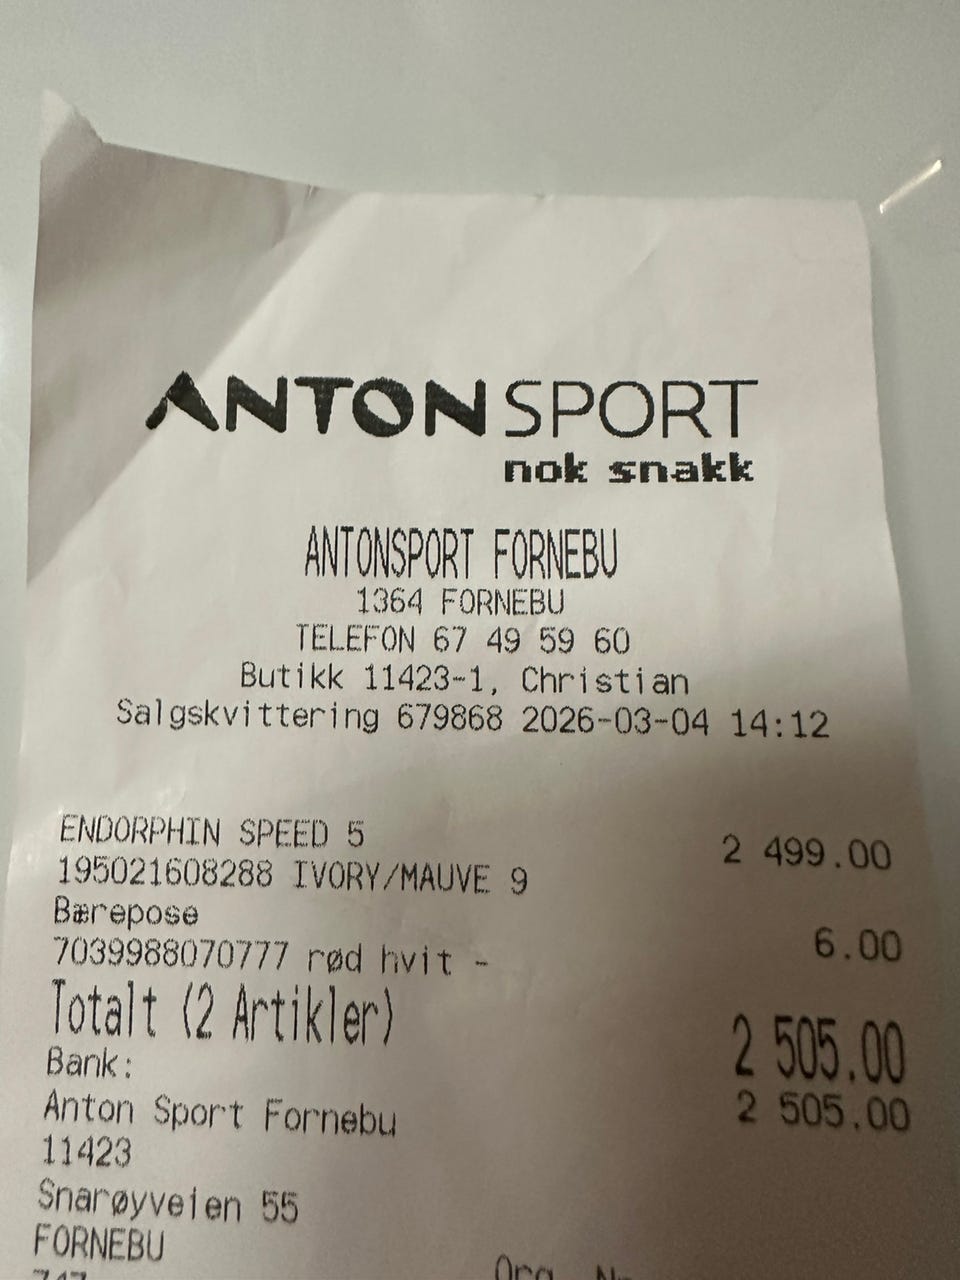 ANTON SPORT
nok snakk
ANTONSPORT FORNEBU
1364 FORNEBU
TELEFON 67 49 59 60
Butikk 11423-1, Christian
Salgskvittering 679868 2026-03-04 14:12
ENDORPHIN SPEED 5
195021608288 IVORY/MAUVE 9 2 499.00
Bærepose
7039988070777 rød hvit - 6.00
Totalt (2 Artikler) 2 505.00
Bank: 2 505.00
Anton Sport Fornebu
11423
Snarøyveien 55
FORNEBU